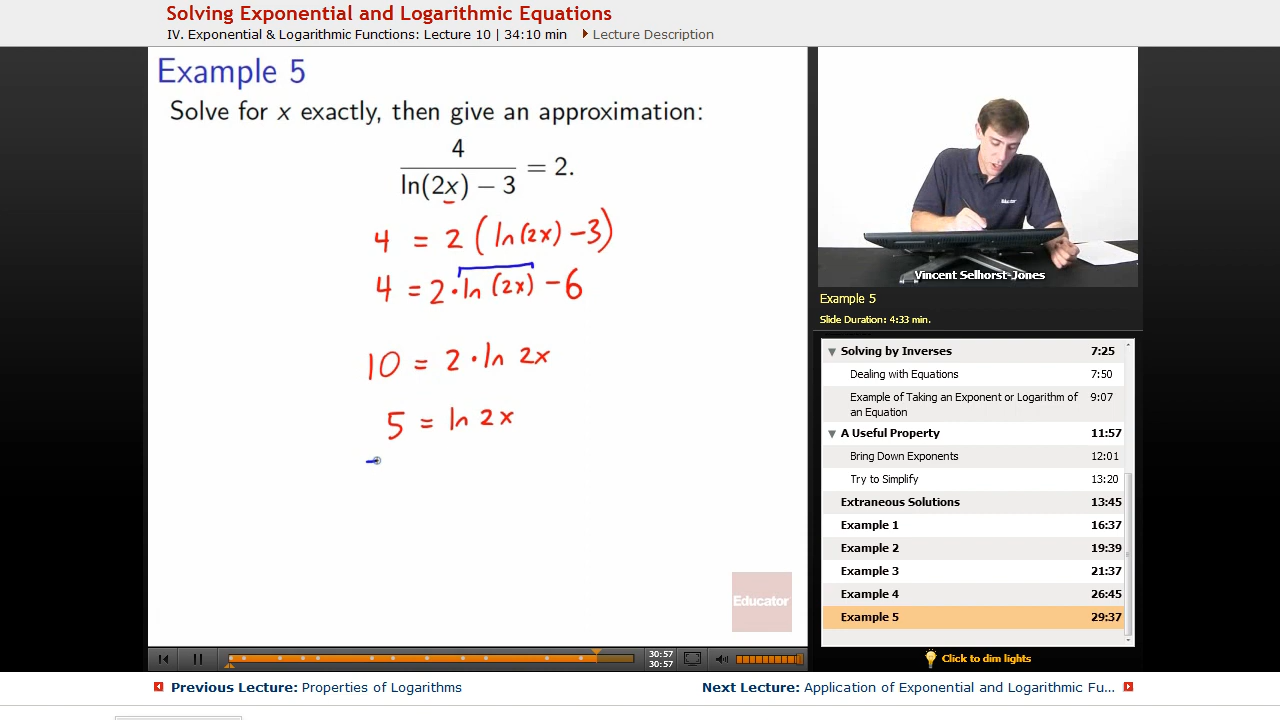 Solving Exponential and Logarithmic Equations
IV. Exponential & Logarithmic Functions: Lecture 10 | 34:10 min
Lecture Description
Example 5
Solve for x exactly, then give an approximation:
4
ln(2x) − 3
= 2.
4 = 2 (ln(2x) − 3)
4 = 2 · ln (2x) − 6
10 = 2 · ln 2x
5 = ln 2x
Educator
30:57
30:57
Educator
Vincent Selhorst-Jones
Example 5
Slide Duration: 4:33 min.
Solving by Inverses 7:25
Dealing with Equations 7:50
Example of Taking an Exponent or Logarithm of 9:07
an Equation
A Useful Property 11:57
Bring Down Exponents 12:01
Try to Simplify 13:20
Extraneous Solutions 13:45
Example 1 16:37
Example 2 19:39
Example 3 21:37
Example 4 26:45
Example 5 29:37
Click to dim lights
Previous Lecture: Properties of Logarithms
Next Lecture: Application of Exponential and Logarithmic Fu...